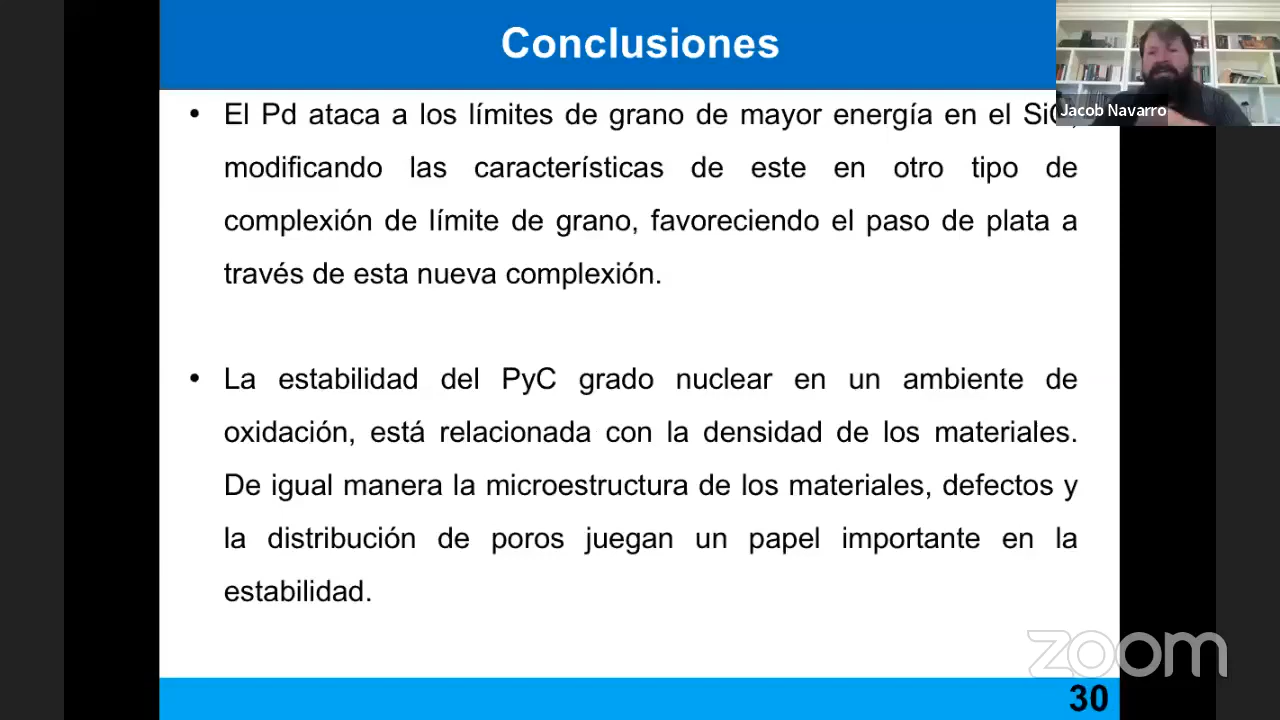 Conclusiones
Jacob Navarro
• El Pd ataca a los límites de grano de mayor energía en el
modificando las características de este en otro tipo de
complexión de límite de grano, favoreciendo el paso de plata a
través de esta nueva complexión.
• La estabilidad del PyC grado nuclear en un ambiente de
oxidación, está relacionada con la densidad de los materiales.
De igual manera la microestructura de los materiales, defectos y
la distribución de poros juegan un papel importante en la
estabilidad.
zoom
30